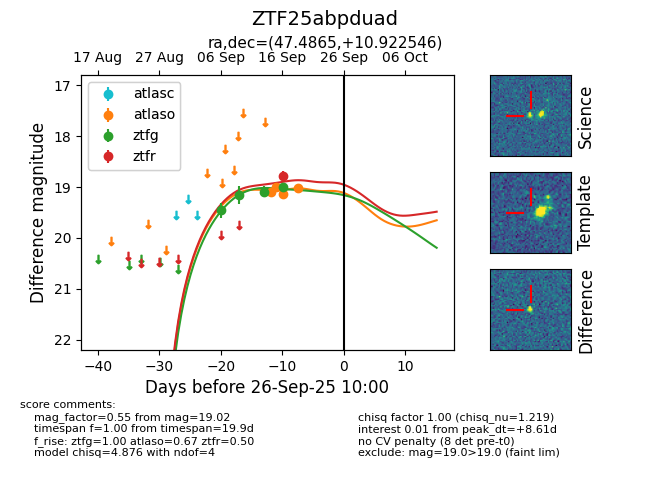 ZTF25abpduad
ra,dec=(47.4865,+10.922546)
17 Aug 27 Aug 06 Sep 16 Sep 26 Sep 06 Oct
17
18
19
20
21
22
Difference magnitude
atlasc
atlaso
ztfg
ztfr
−40 −30 −20 −10 0 10
Days before 26-Sep-25 10:00
Science
Template
Difference
score comments:
mag_factor=0.55 from mag=19.02
timespan f=1.00 from timespan=19.9d
f_rise: ztfg=1.00 atlaso=0.67 ztfr=0.50
model chisq=4.876 with ndof=4
chisq factor 1.00 (chisq_nu=1.219)
interest 0.01 from peak_dt=+8.61d
no CV penalty (8 det pre-t0)
exclude: mag=19.0>19.0 (faint lim)